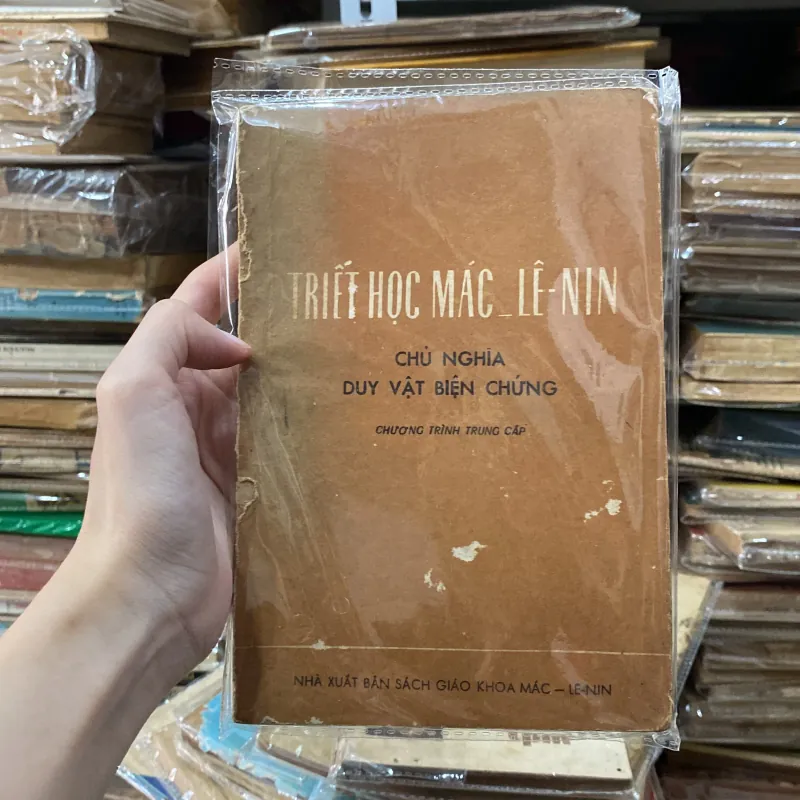 TRIẾT HỌC MÁC_LÊ-NIN
CHỦ NGHĨA
DUY VẬT BIỆN CHỨNG
CHƯƠNG TRÌNH TRUNG CẤP
NHÀ XUẤT BẢN SÁCH GIÁO KHOA MÁC – LE-NIN